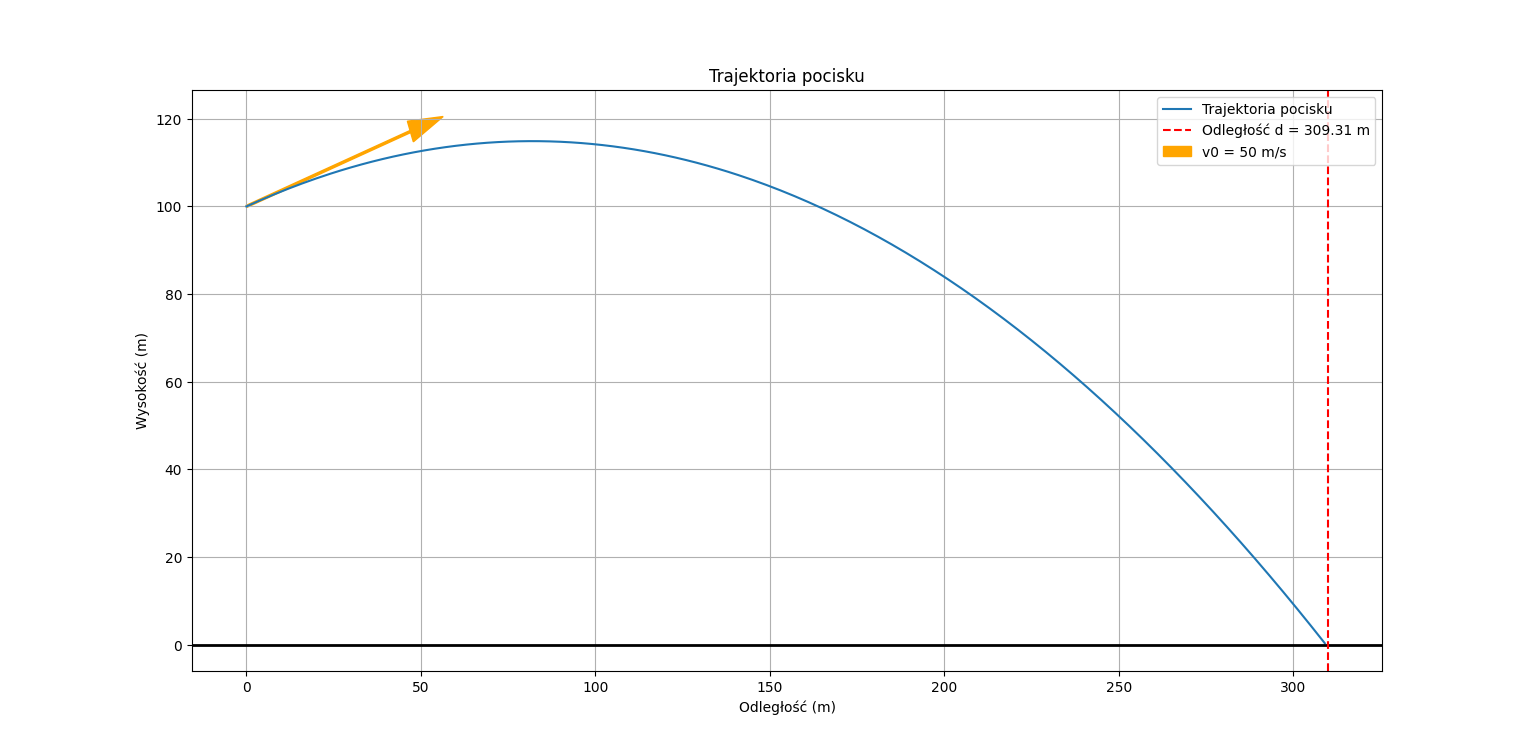 Trajektoria pocisku
Trajektoria pocisku
Odległość d = 309.31 m
v0 = 50 m/s
120
100
80
60
40
20
0
Wysokość (m)
0 50 100 150 200 250 300
Odległość (m)